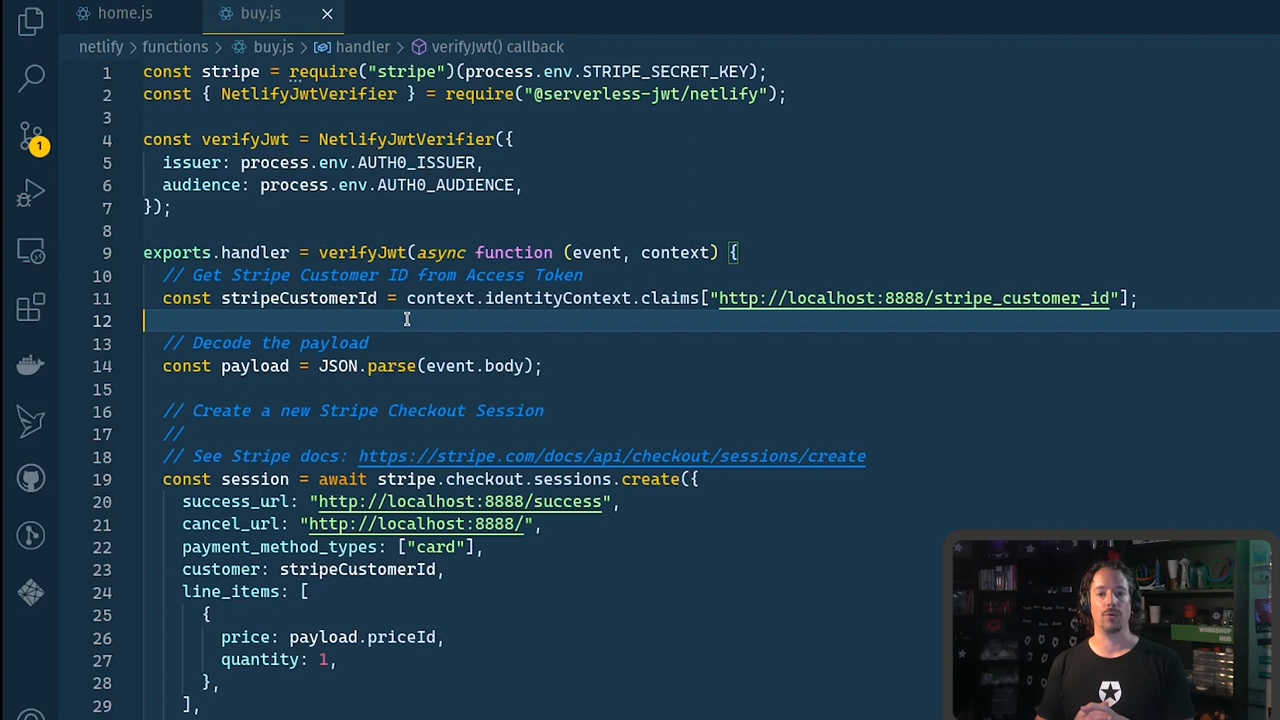 home.js
buy.js
netlify > functions > buy.js > handler > verifyJwt() callback
1 const stripe = require("stripe")(process.env.STRIPE_SECRET_KEY);
2 const { NetlifyJwtVerifier } = require("@serverless-jwt/netlify");
3
4 const verifyJwt = NetlifyJwtVerifier({
5 issuer: process.env.AUTH0_ISSUER,
6 audience: process.env.AUTH0_AUDIENCE,
7 });
8
9 exports.handler = verifyJwt(async function (event, context) {
10 // Get Stripe Customer ID from Access Token
11 const stripeCustomerId = context.identityContext.claims["http://localhost:8888/stripe_customer_id"];
12
13 // Decode the payload
14 const payload = JSON.parse(event.body);
15
16 // Create a new Stripe Checkout Session
17 //
18 // See Stripe docs: https://stripe.com/docs/api/checkout/sessions/create
19 const session = await stripe.checkout.sessions.create({
20 success_url: "http://localhost:8888/success",
21 cancel_url: "http://localhost:8888/",
22 payment_method_types: ["card"],
23 customer: stripeCustomerId,
24 line_items: [
25 {
26 price: payload.priceId,
27 quantity: 1,
28 },
29 ],
1
WORKSHOP